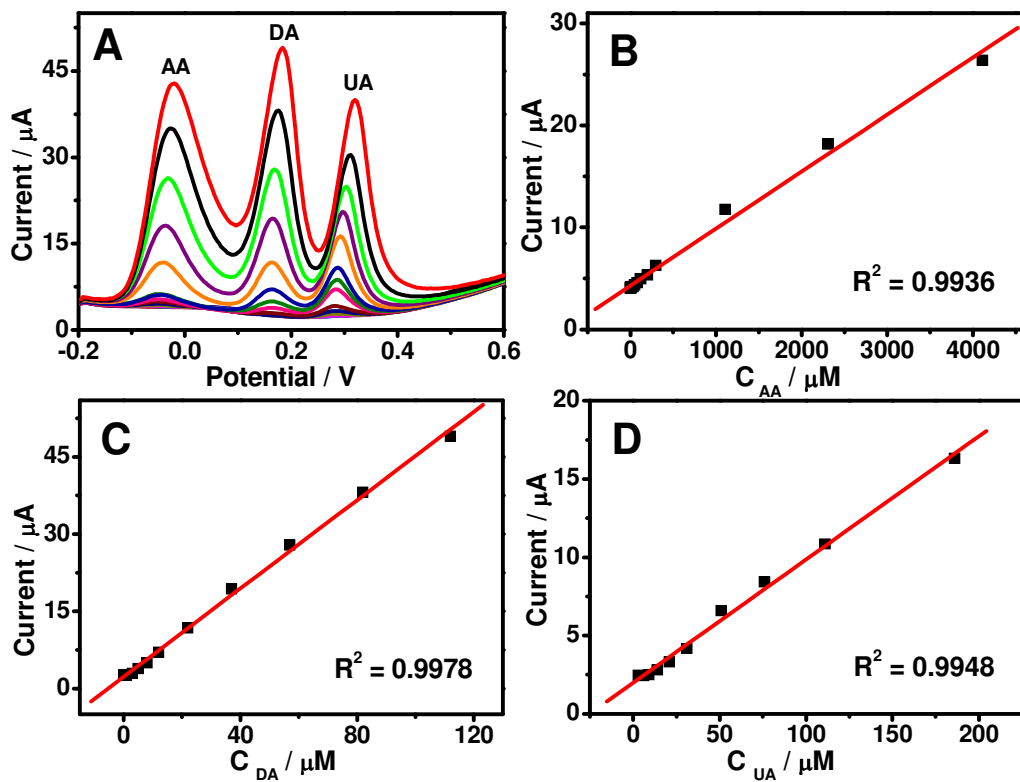 A
AA
DA
UA
45
30
15
0
Current / μA
-0.2 0.0 0.2 0.4 0.6
Potential / V
B
30
20
10
0
Current / μA
R² = 0.9936
0 1000 2000 3000 4000
C AA / μM
C
45
30
15
0
Current / μA
R² = 0.9978
0 40 80 120
C DA / μM
D
20
15
10
5
0
Current / μA
R² = 0.9948
0 50 100 150 200
C UA / μM